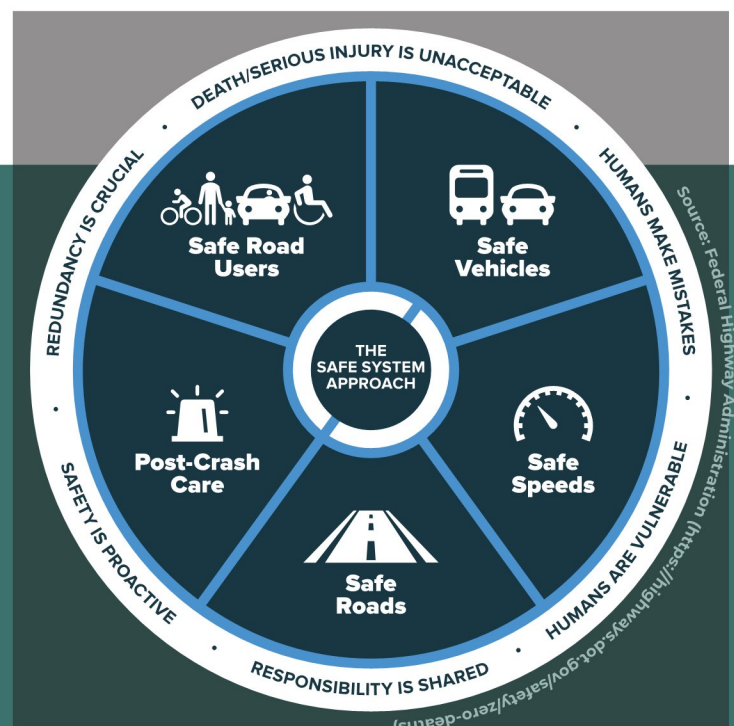 DEATH/SERIOUS INJURY IS UNACCEPTABLE
HUMANS MAKE MISTAKES
HUMANS ARE VULNERABLE
RESPONSIBILITY IS SHARED
SAFETY IS PROACTIVE
REDUNDANCY IS CRUCIAL
Safe Road
Users
Safe
Vehicles
THE
SAFE SYSTEM
APPROACH
Post-Crash
Care
Safe
Speeds
Safe
Roads
Source: Federal Highway Administration (https://highways.dot.gov/safety/zero-deaths)